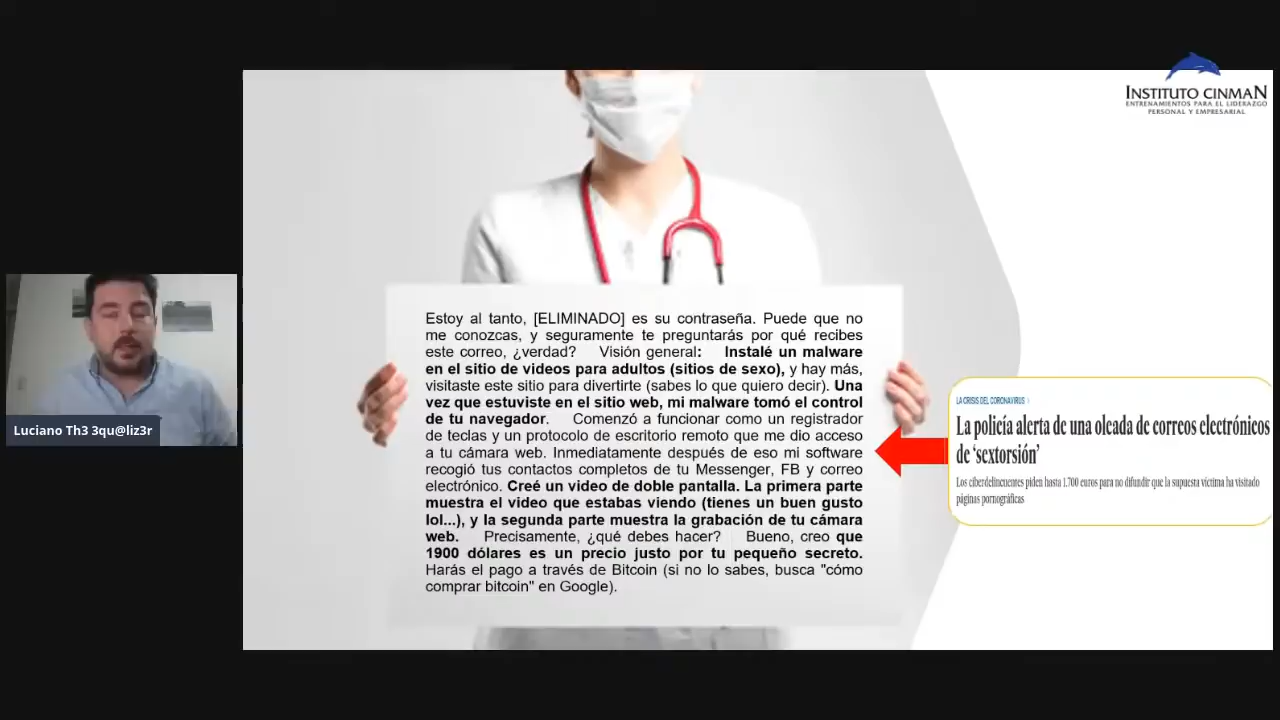 INSTITUTO CINMAN
ENTRENAMIENTOS PARA EL LIDERAZGO
PERSONAL Y EMPRESARIAL
Estoy al tanto, [ELIMINADO] es su contraseña. Puede que no
me conozcas, y seguramente te preguntarás por qué recibes
este correo, ¿verdad? Visión general: Instalé un malware
en el sitio de videos para adultos (sitios de sexo), y hay más,
visitaste este sitio para divertirte (sabes lo que quiero decir). Una
vez que estuviste en el sitio web, mi malware tomó el control
de tu navegador. Comenzó a funcionar como un registrador
de teclas y un protocolo de escritorio remoto que me dio acceso
a tu cámara web. Inmediatamente después de eso mi software
recogió tus contactos completos de tu Messenger, FB y correo
electrónico. Creé un video de doble pantalla. La primera parte
muestra el video que estabas viendo (tienes un buen gusto
lol...), y la segunda parte muestra la grabación de tu cámara
web. Precisamente, ¿qué debes hacer? Bueno, creo que
1900 dólares es un precio justo por tu pequeño secreto.
Harás el pago a través de Bitcoin (si no lo sabes, busca "cómo
comprar bitcoin" en Google).
LA CRISIS DEL CORONAVIRUS ›
La policía alerta de una oleada de correos electrónicos
de ‘sextorsión’
Los ciberdelincuentes piden hasta 1.700 euros para no difundir que la supuesta víctima ha visitado
páginas pornográficas
Luciano Th3 3qu@liz3r